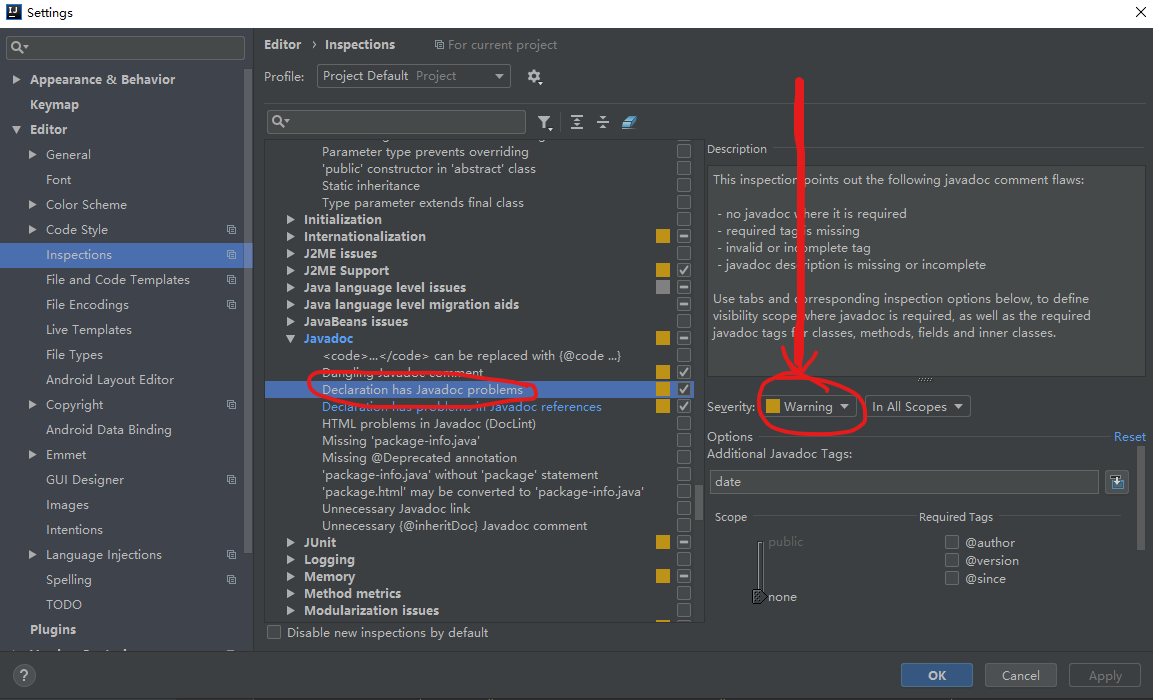 Settings
Appearance & Behavior
Keymap
Editor
General
Font
Color Scheme
Code Style
Inspections
File and Code Templates
File Encodings
Live Templates
File Types
Android Layout Editor
Copyright
Android Data Binding
Emmet
GUI Designer
Images
Intentions
Language Injections
Spelling
TODO
Plugins
?
Editor › Inspections For current project
Profile: Project Default Project
Parameter type prevents overriding
'public' constructor in 'abstract' class
Static inheritance
Type parameter extends final class
Initialization
Internationalization
J2ME issues
J2ME Support
Java language level issues
Java language level migration aids
JavaBeans issues
Javadoc
<code>...</code> can be replaced with {@code ...}
Dangling Javadoc comment
Declaration has Javadoc problems
Declaration has problems in Javadoc references
HTML problems in Javadoc (DocLint)
Missing 'package-info.java'
Missing @Deprecated annotation
'package-info.java' without 'package' statement
'package.html' may be converted to 'package-info.java'
Unnecessary Javadoc link
Unnecessary {@inheritDoc} Javadoc comment
JUnit
Logging
Memory
Method metrics
Modularization issues
Disable new inspections by default
Description
This inspection points out the following javadoc comment flaws:
- no javadoc where it is required
- required tag is missing
- invalid or incomplete tag
- javadoc description is missing or incomplete
Use tabs and corresponding inspection options below, to define
visibility scope where javadoc is required, as well as the required
javadoc tags for classes, methods, fields and inner classes.
Severity: Warning In All Scopes
Options Reset
Additional Javadoc Tags:
date
Scope
public
none
Required Tags
@author
@version
@since
OK Cancel Apply